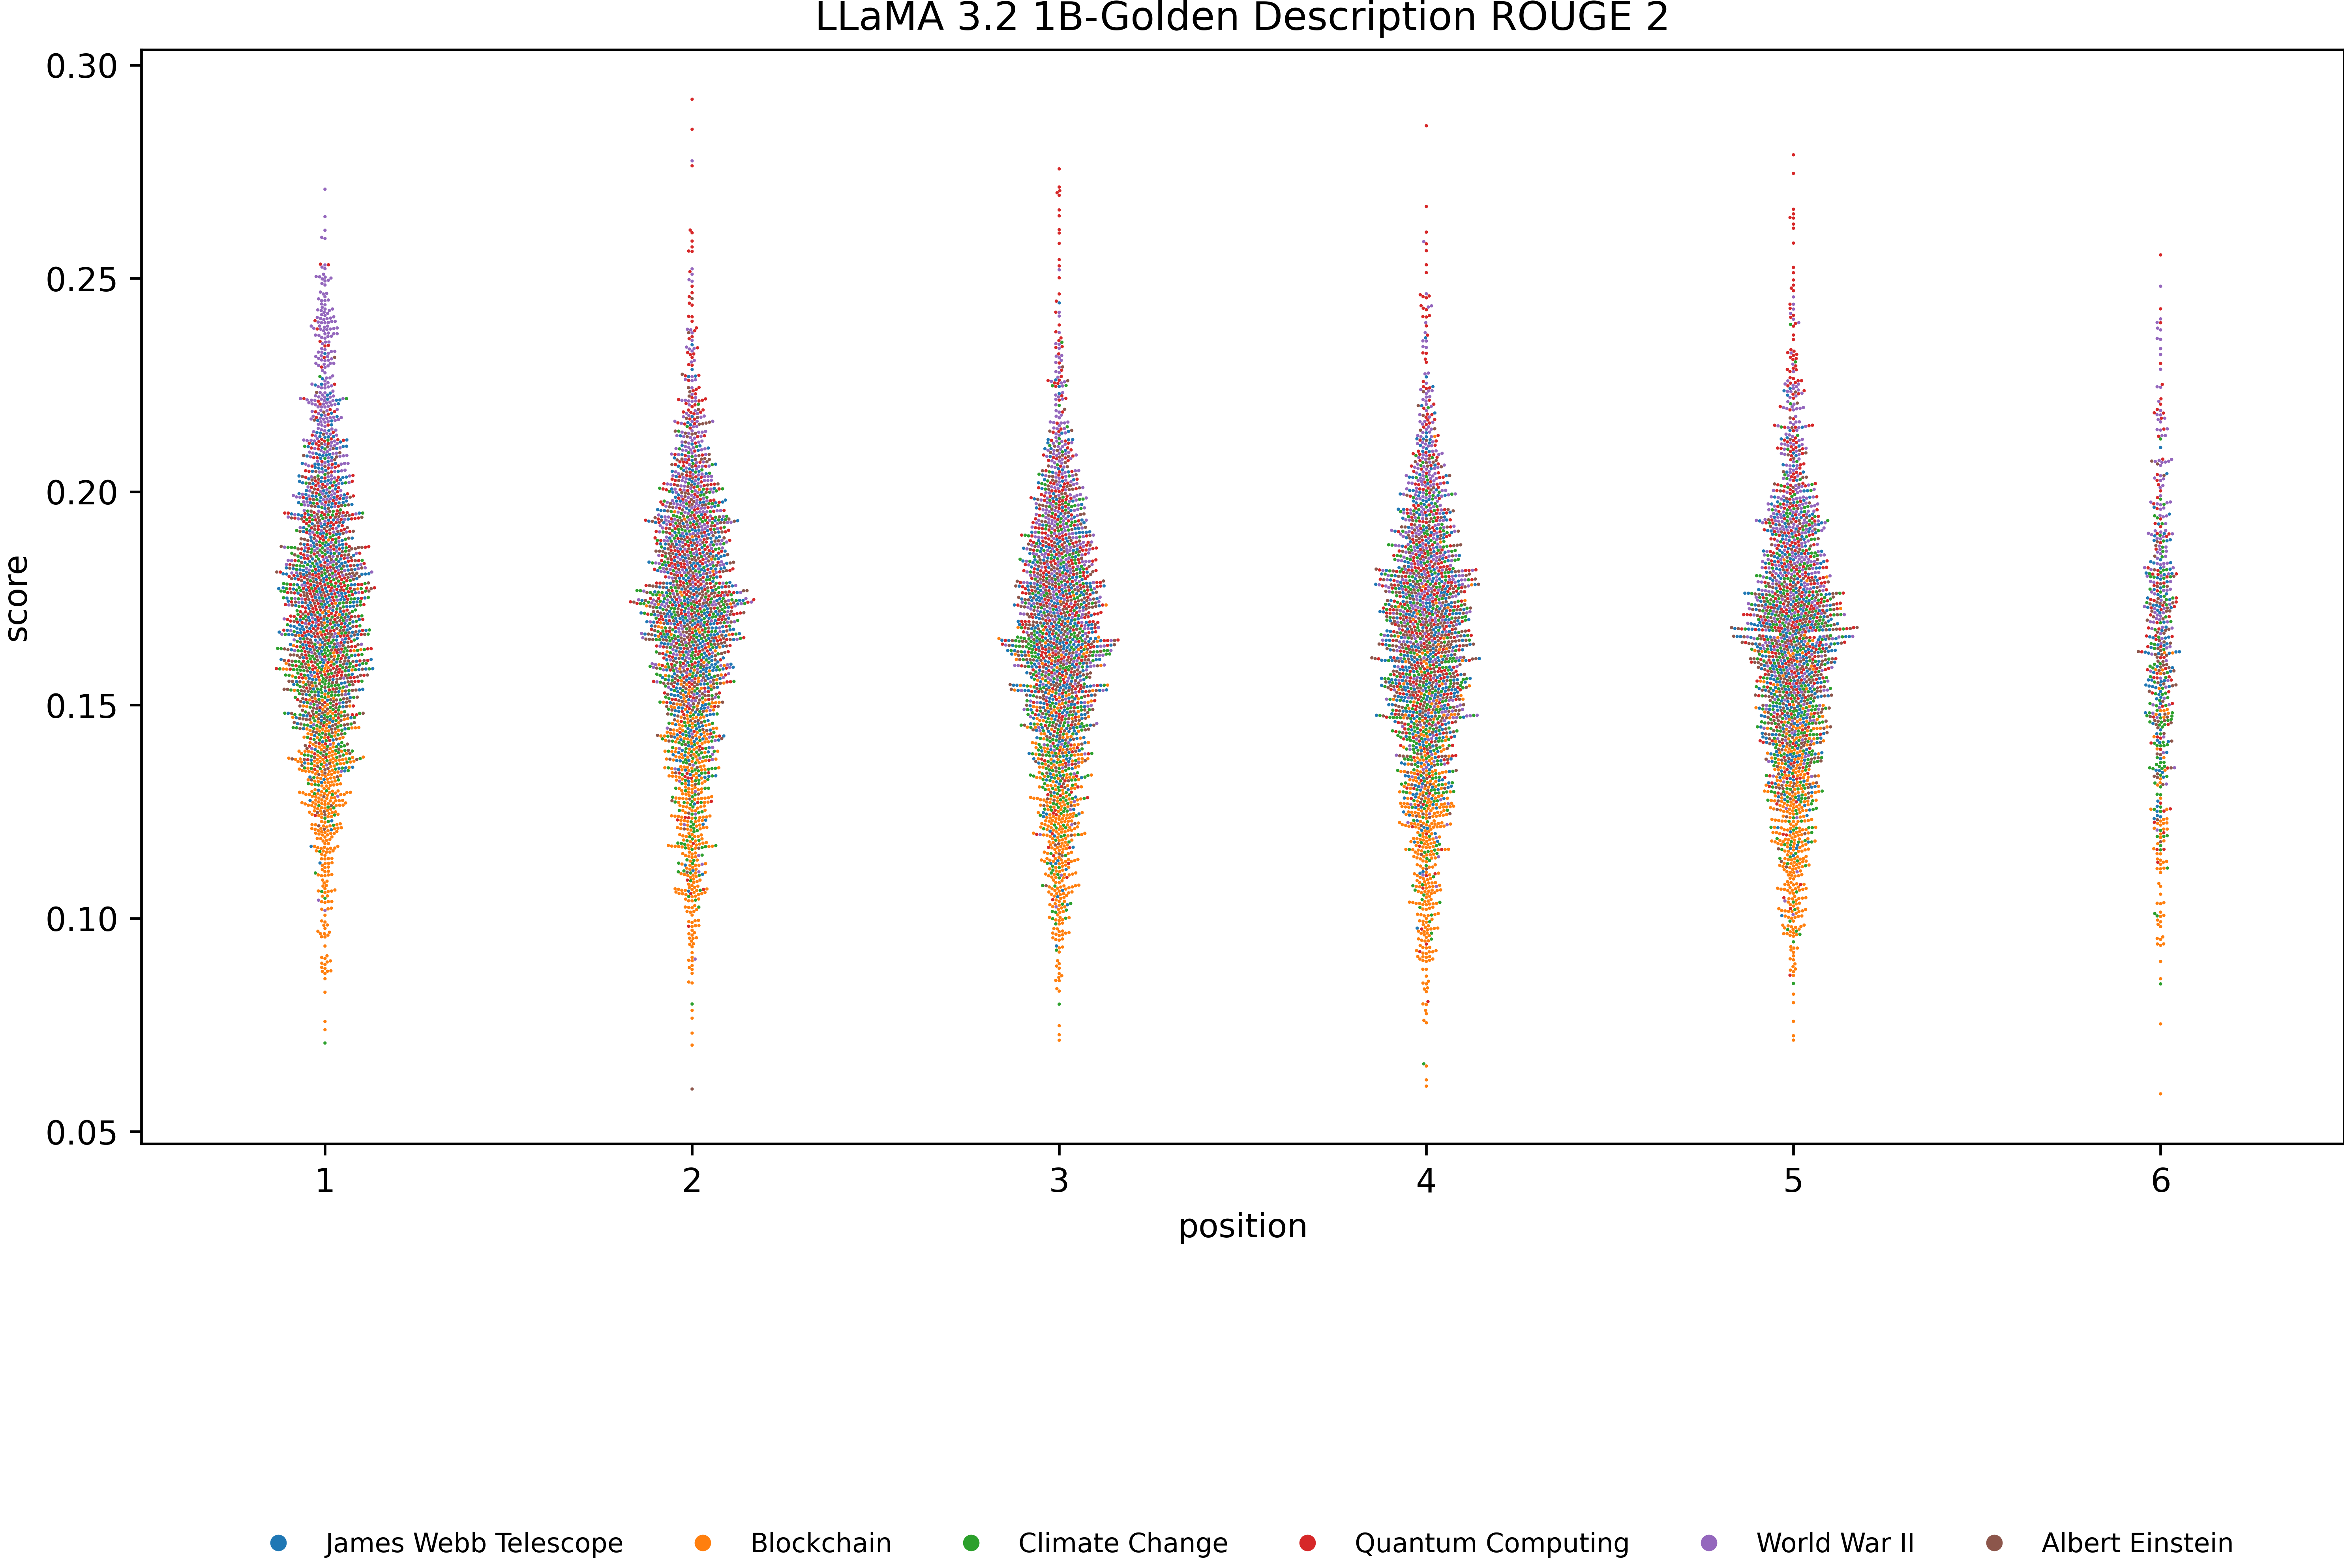 LLaMA 3.2 1B-Golden Description ROUGE 2
score
0.30
0.25
0.20
0.15
0.10
0.05
1 2 3 4 5 6
position
James Webb Telescope Blockchain Climate Change Quantum Computing World War II Albert Einstein